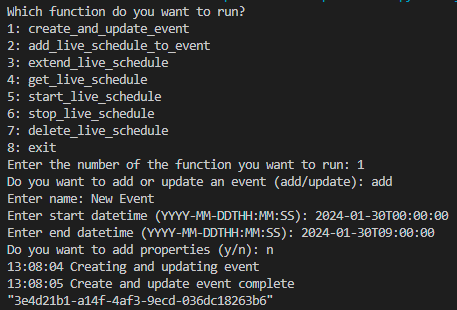 Which function do you want to run?
1: create_and_update_event
2: add_live_schedule_to_event
3: extend_live_schedule
4: get_live_schedule
5: start_live_schedule
6: stop_live_schedule
7: delete_live_schedule
8: exit
Enter the number of the function you want to run: 1
Do you want to add or update an event (add/update): add
Enter name: New Event
Enter start datetime (YYYY-MM-DDTHH:MM:SS): 2024-01-30T00:00:00
Enter end datetime (YYYY-MM-DDTHH:MM:SS): 2024-01-30T09:00:00
Do you want to add properties (y/n): n
13:08:04 Creating and updating event
13:08:05 Create and update event complete
"3e4d21b1-a14f-4af3-9ecd-036dc18263b6"